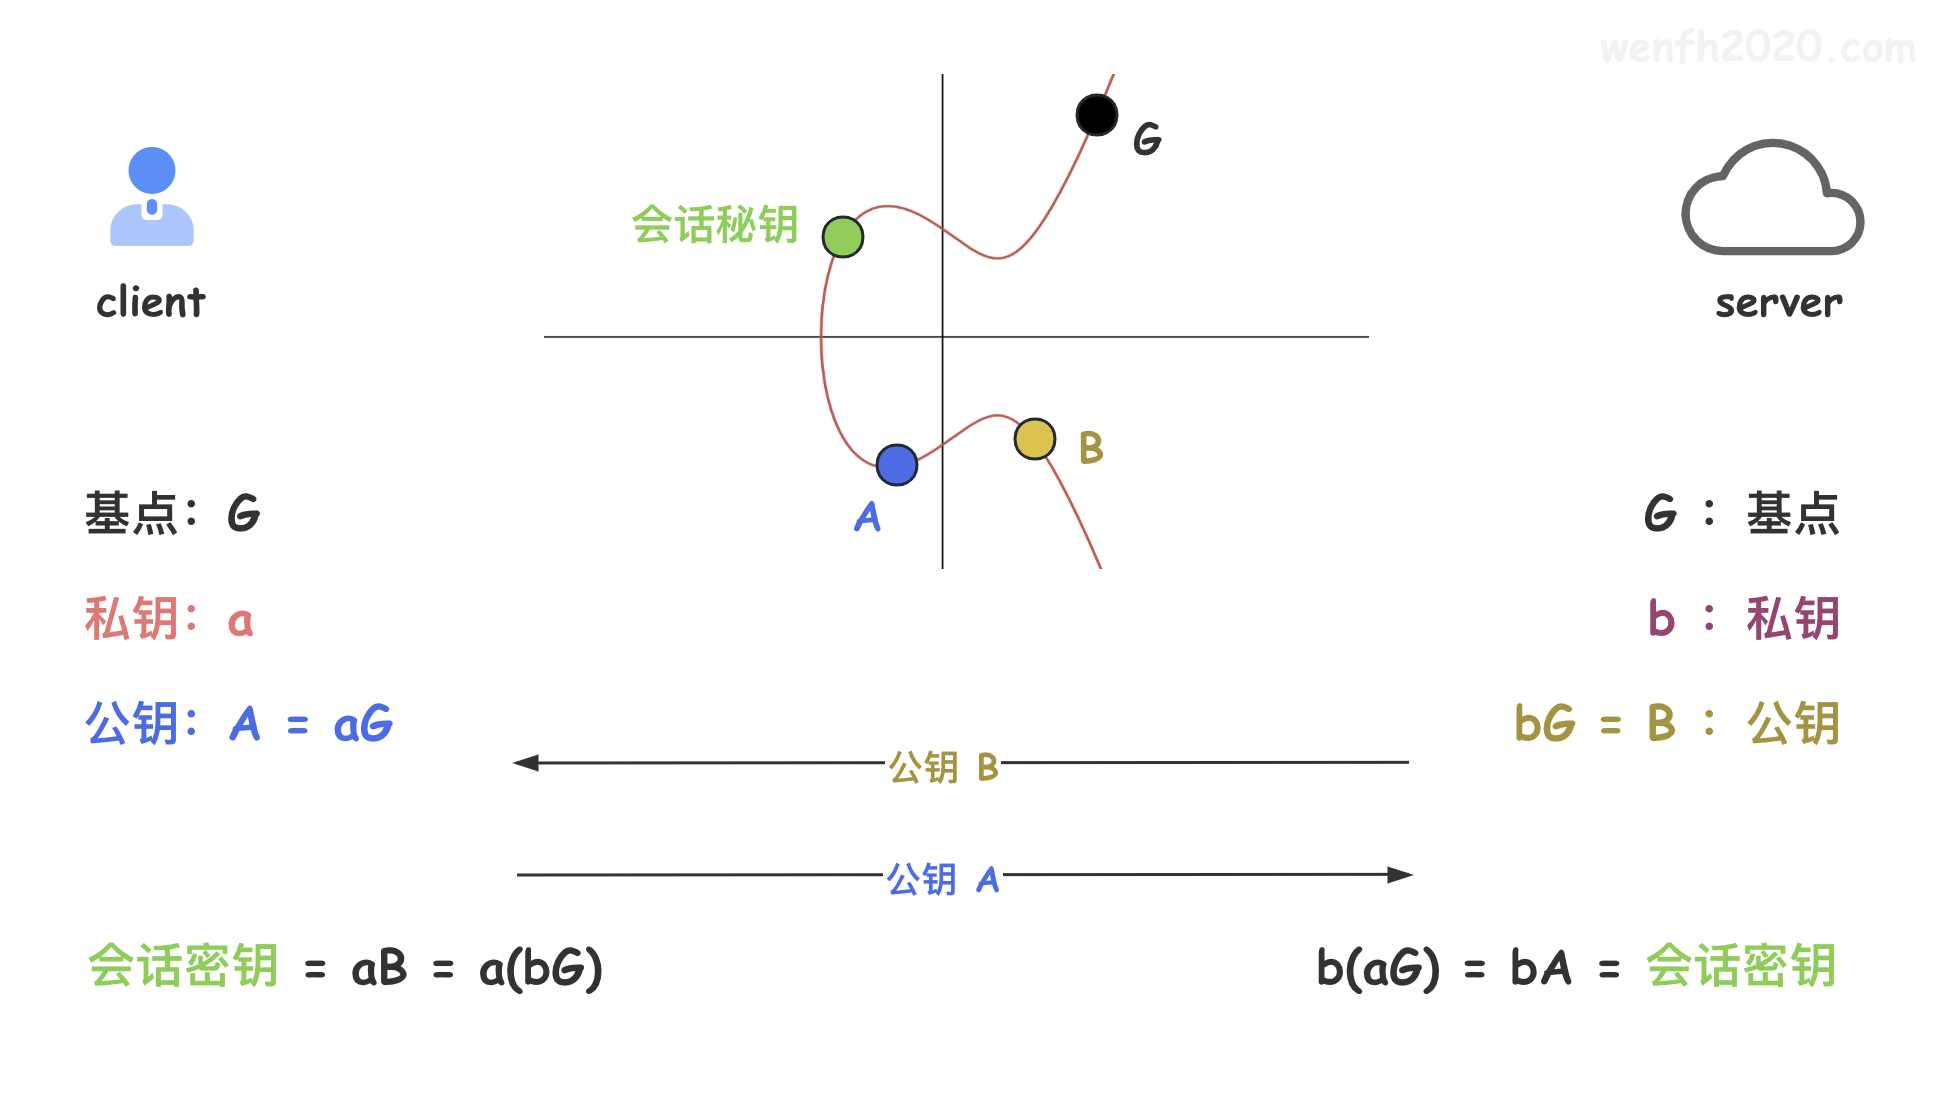 wenfh2020.com
G
会话秘钥
client
server
B
A
基点: G
G : 基点
私钥: a
b : 私钥
公钥: A = aG
bG = B : 公钥
公钥 B
公钥 A
会话密钥 = aB = a(bG)
b(aG) = bA = 会话密钥